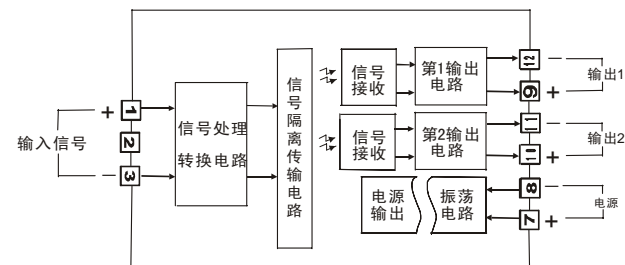 输入信号
+
1
2
－
3
信号处理
转换电路
信号隔离传输电路
信号
接收
第1输出
电路
信号
接收
第2输出
电路
电源
输出
振荡
电路
12
－
9
+
输出1
11
－
10
+
输出2
8
－
7
+
电源